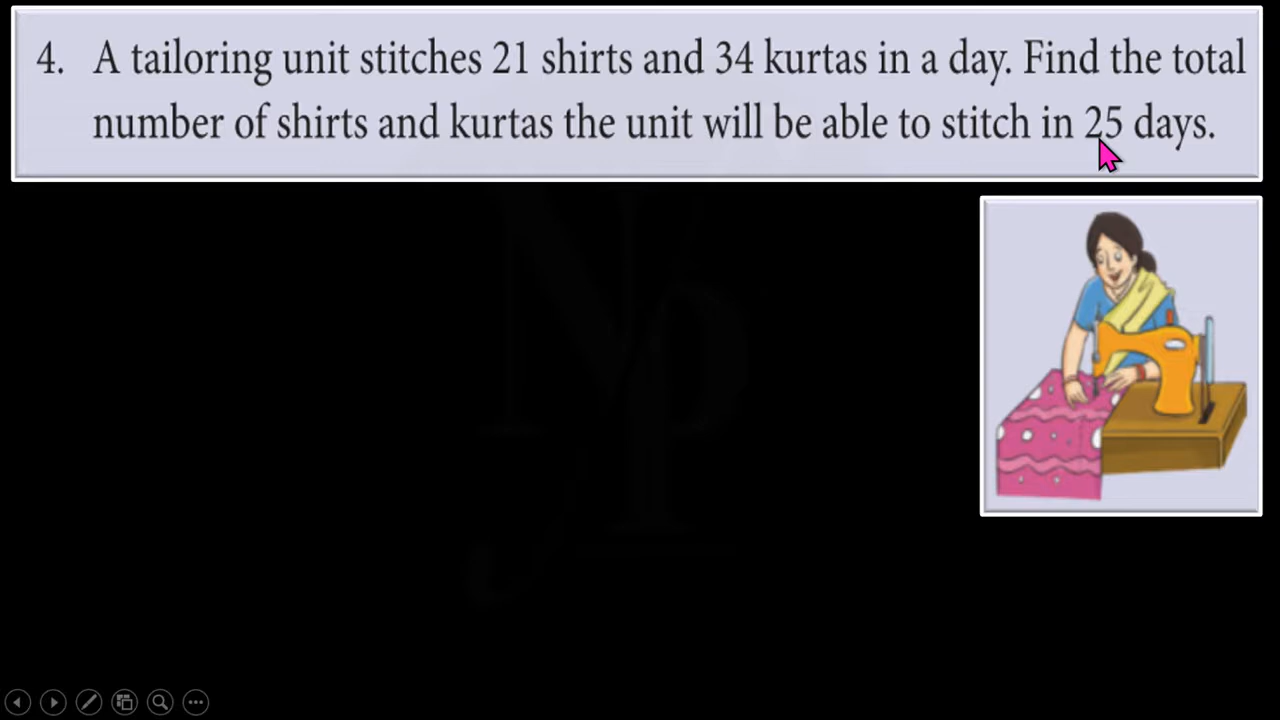 4. A tailoring unit stitches 21 shirts and 34 kurtas in a day. Find the total
number of shirts and kurtas the unit will be able to stitch in 25 days.